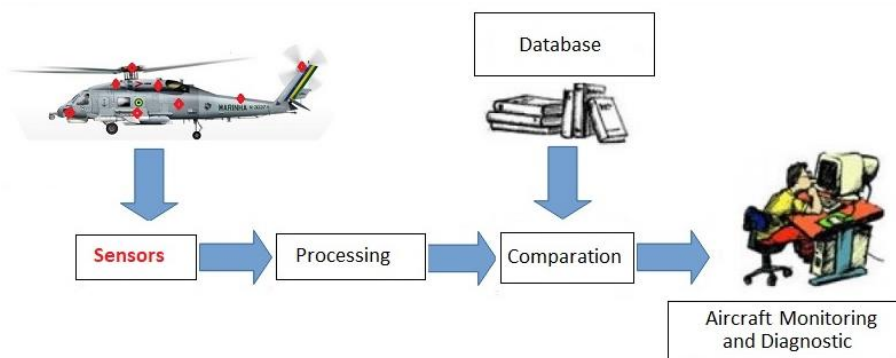 Database
MARINHA
Sensors
Processing
Comparation
Aircraft Monitoring
and Diagnostic